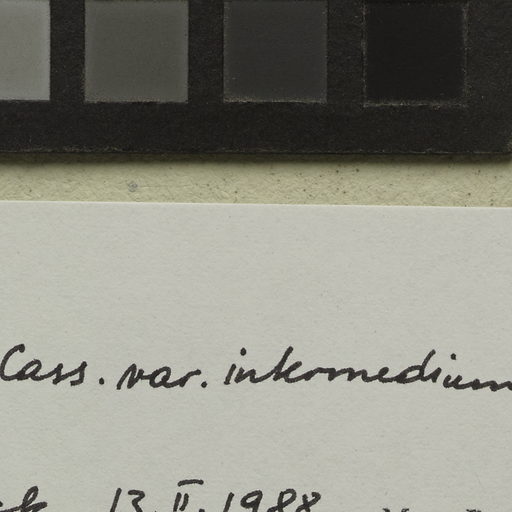 Cass. var. intermedium
13.II.1988